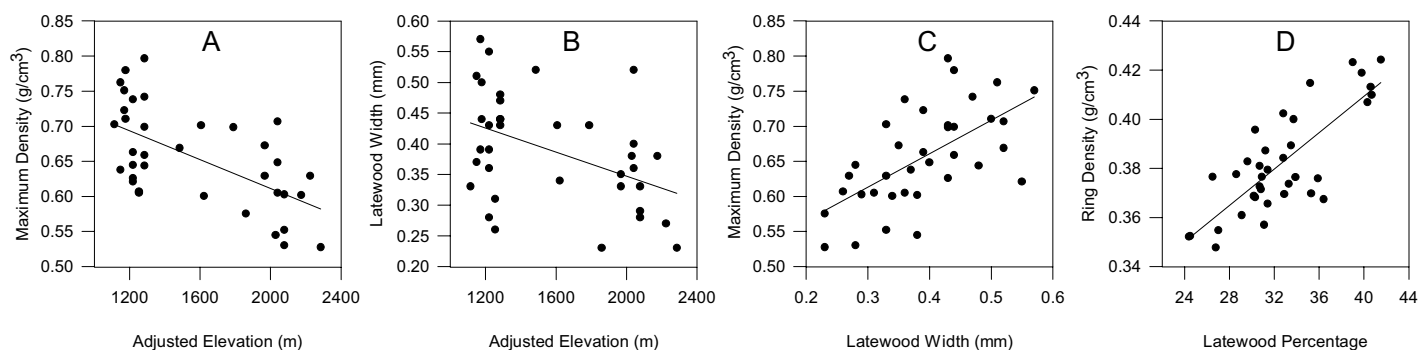 A
Maximum Density (g/cm3)
0.85
0.80
0.75
0.70
0.65
0.60
0.55
0.50
1200 1600 2000 2400
Adjusted Elevation (m)
B
Latewood Width (mm)
0.60
0.55
0.50
0.45
0.40
0.35
0.30
0.25
0.20
1200 1600 2000 2400
Adjusted Elevation (m)
C
Maximum Density (g/cm3)
0.85
0.80
0.75
0.70
0.65
0.60
0.55
0.50
0.2 0.3 0.4 0.5 0.6
Latewood Width (mm)
D
Ring Density (g/cm3)
0.44
0.42
0.40
0.38
0.36
0.34
24 28 32 36 40 44
Latewood Percentage